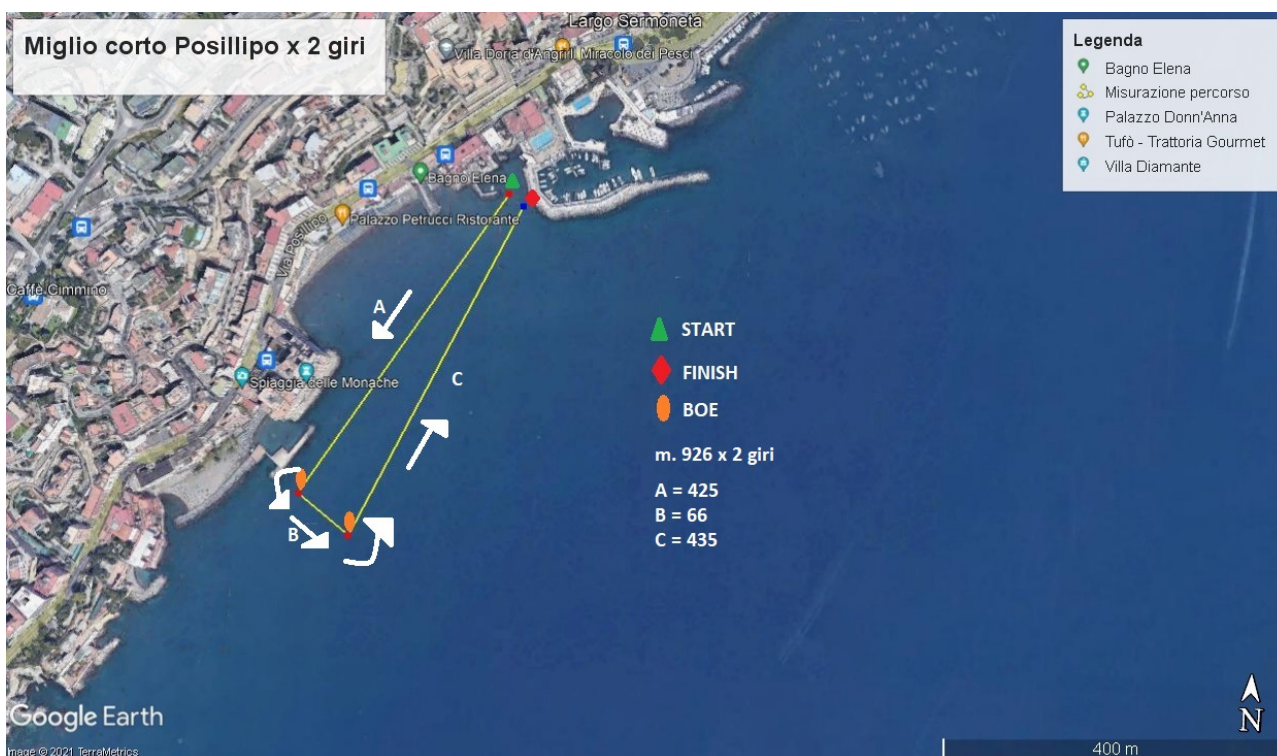 Miglio corto Posillipo x 2 giri
Largo Sermoneta
Villa Doria d'Angri
Miracolo dei Pesci
Legenda
Bagno Elena
Misurazione percorso
Palazzo Donn'Anna
Tufò - Trattoria Gourmet
Villa Diamante
Bagno Elena
Palazzo Petrucci Ristorante
Via Posillipo
Caffè Cimmino
Spiaggia delle Monache
A
C
B
START
FINISH
BOE
m. 926 x 2 giri
A = 425
B = 66
C = 435
Google Earth
Image © 2021 TerraMetrics
N
400 m